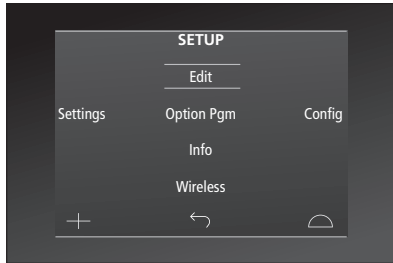 SETUP
Edit
Settings Option Pgm Config
Info
Wireless